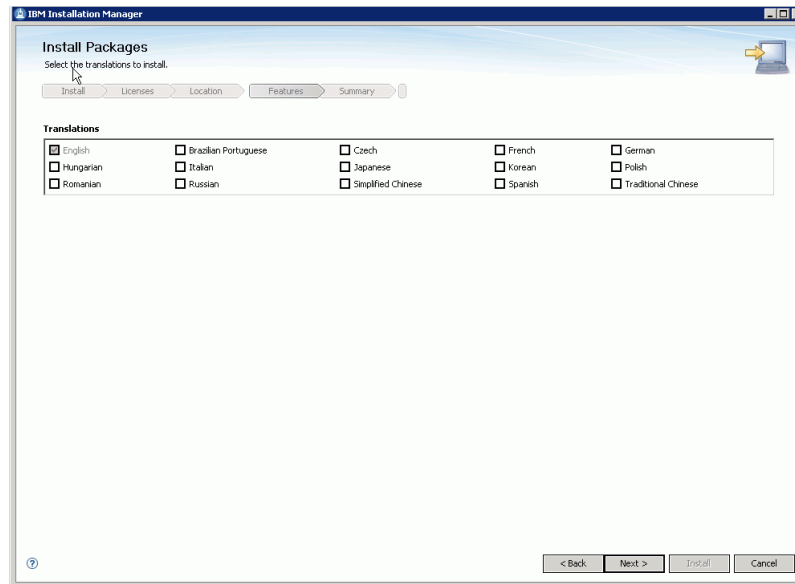 IBM Installation Manager
Install Packages
Select the translations to install.
Install Licenses Location Features Summary
Translations
English Brazilian Portuguese Czech French German
Hungarian Italian Japanese Korean Polish
Romanian Russian Simplified Chinese Spanish Traditional Chinese
? < Back Next > Install Cancel